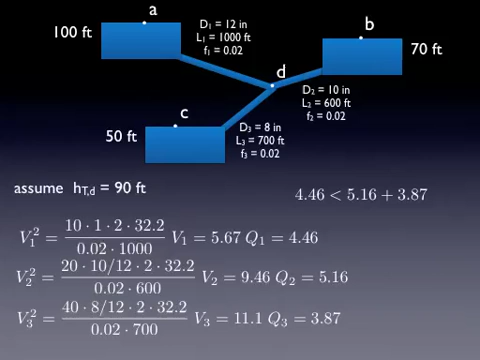 a
100 ft
D₁ = 12 in
L₁ = 1000 ft
f₁ = 0.02
b
70 ft
d
D₂ = 10 in
L₂ = 600 ft
f₂ = 0.02
c
50 ft
D₃ = 8 in
L₃ = 700 ft
f₃ = 0.02
assume h_T,d = 90 ft
4.46 < 5.16 + 3.87
V₁² = (10 · 1 · 2 · 32.2)/(0.02 · 1000) V₁ = 5.67 Q₁ = 4.46
V₂² = (20 · 10/12 · 2 · 32.2)/(0.02 · 600) V₂ = 9.46 Q₂ = 5.16
V₃² = (40 · 8/12 · 2 · 32.2)/(0.02 · 700) V₃ = 11.1 Q₃ = 3.87